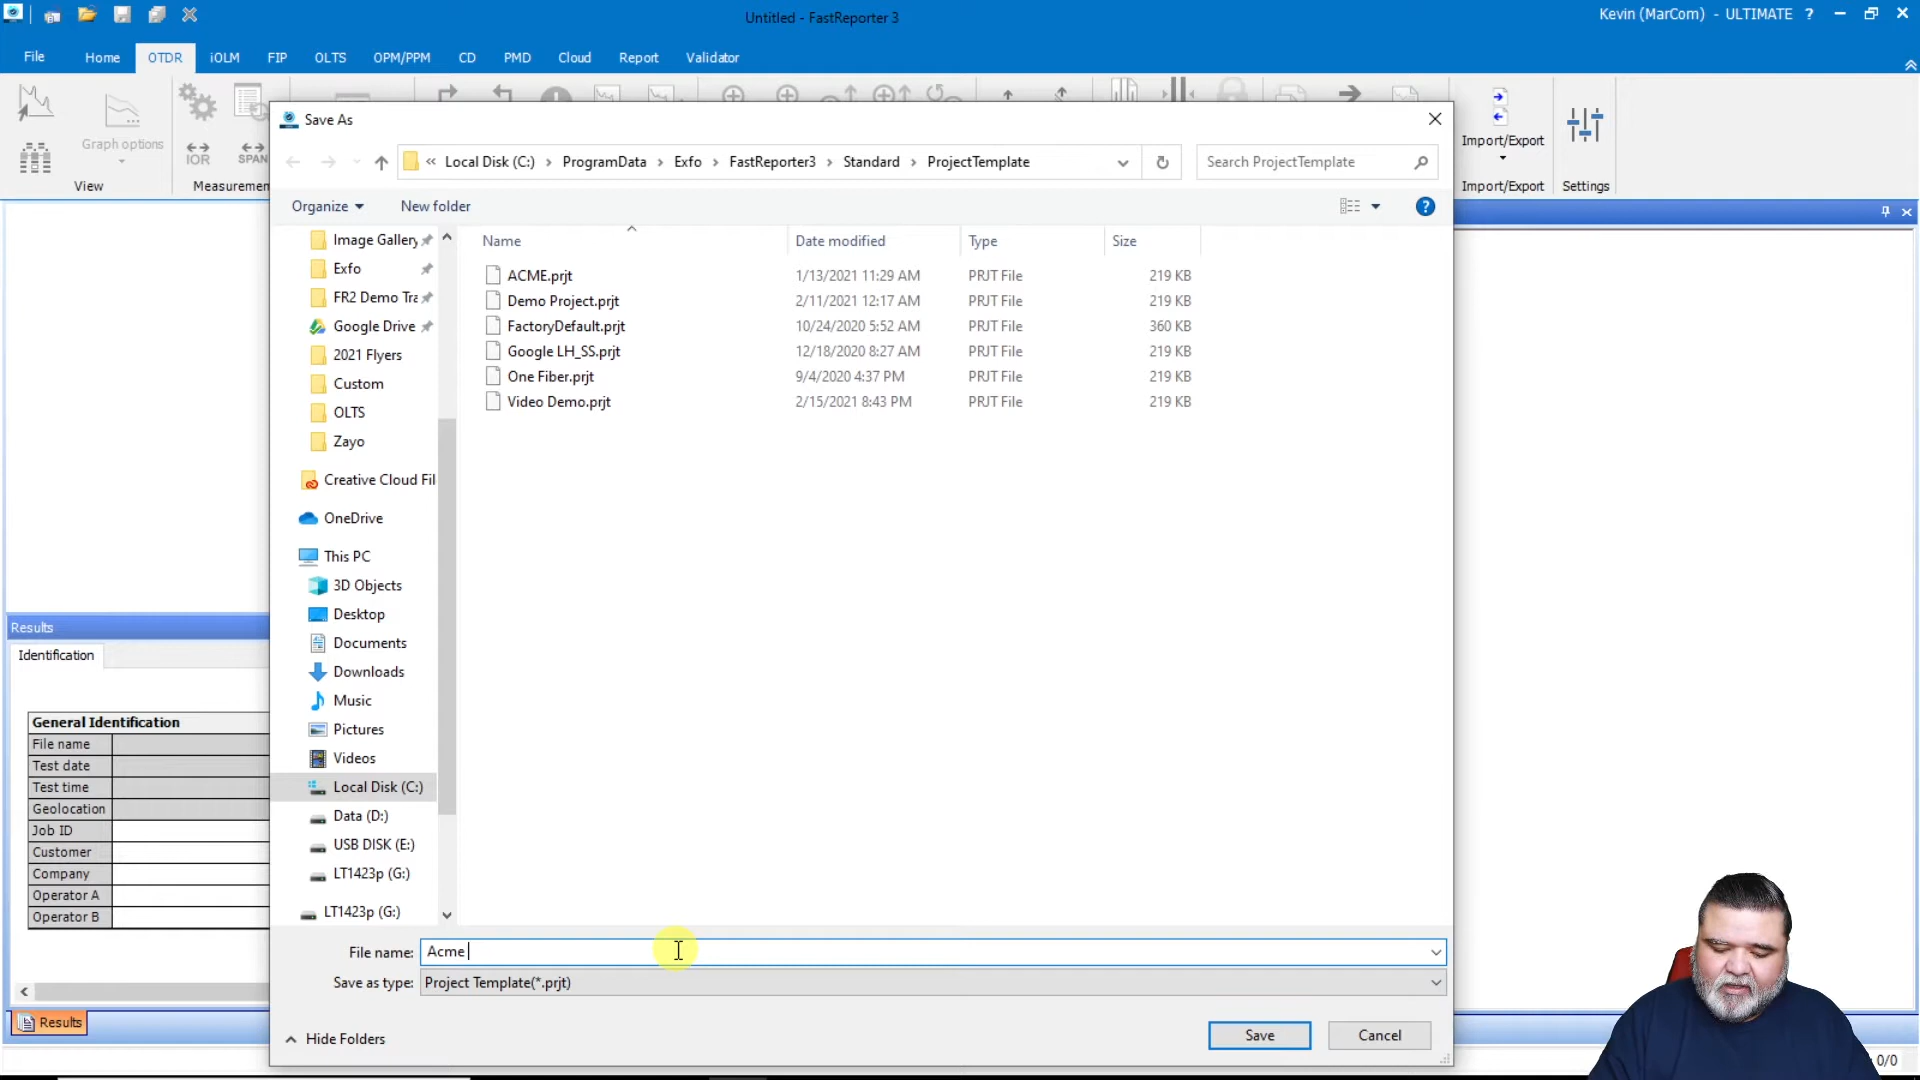 Untitled - FastReporter 3
Kevin (MarCom) - ULTIMATE ?
File Home OTDR iOLM FIP OLTS OPM/PPM CD PMD Cloud Report Validator
Graph options
IOR
SPAN
View
Measuremen
Import/Export
Import/Export
Settings
Save As
« Local Disk (C:) › ProgramData › Exfo › FastReporter3 › Standard › ProjectTemplate
Search ProjectTemplate
Organize New folder
Name Date modified Type Size
ACME.prjt 1/13/2021 11:29 AM PRJT File 219 KB
Demo Project.prjt 2/11/2021 12:17 AM PRJT File 219 KB
FactoryDefault.prjt 10/24/2020 5:52 AM PRJT File 360 KB
Google LH_SS.prjt 12/18/2020 8:27 AM PRJT File 219 KB
One Fiber.prjt 9/4/2020 4:37 PM PRJT File 219 KB
Video Demo.prjt 2/15/2021 8:43 PM PRJT File 219 KB
Image Gallery
Exfo
FR2 Demo Tra
Google Drive
2021 Flyers
Custom
OLTS
Zayo
Creative Cloud Fil
OneDrive
This PC
3D Objects
Desktop
Documents
Downloads
Music
Pictures
Videos
Local Disk (C:)
Data (D:)
USB DISK (E:)
LT1423p (G:)
LT1423p (G:)
File name: Acme
Save as type: Project Template(*.prjt)
Hide Folders
Save
Cancel
Results
Identification
General Identification
File name
Test date
Test time
Geolocation
Job ID
Customer
Company
Operator A
Operator B
Results
0/0